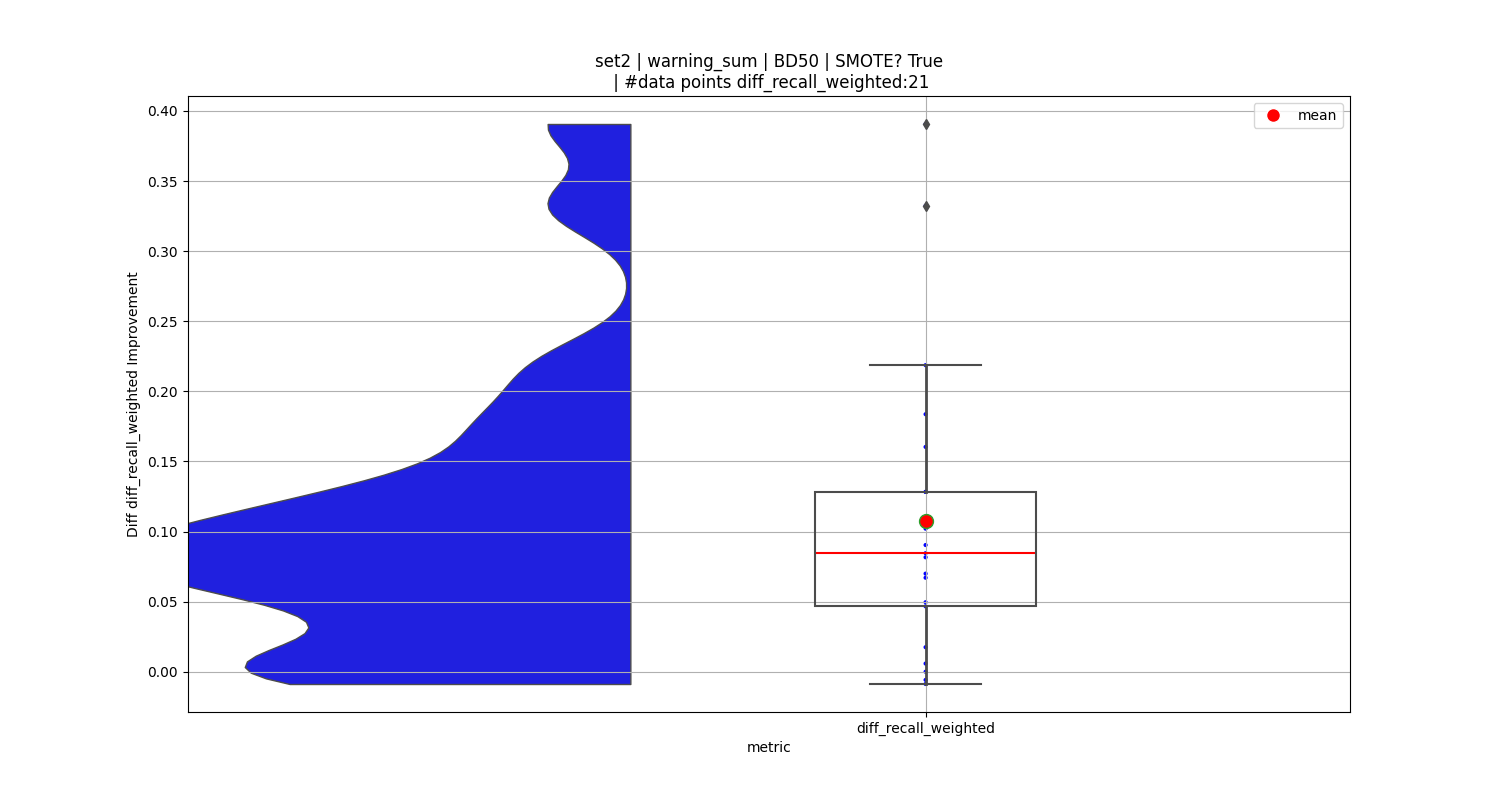 set2 | warning_sum | BD50 | SMOTE? True
| #data points diff_recall_weighted:21
mean
0.40
0.35
0.30
0.25
0.20
0.15
0.10
0.05
0.00
Diff diff_recall_weighted Improvement
diff_recall_weighted
metric